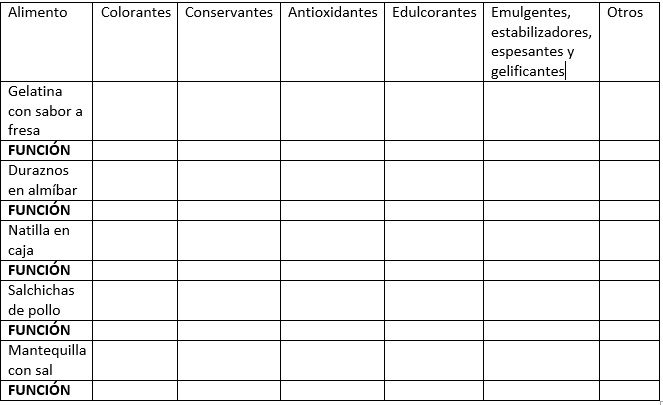 Alimento
Colorantes
Conservantes
Antioxidantes
Edulcorantes
Emulgentes,
estabilizadores,
espesantes y
gelificantes
Otros
Gelatina
con sabor a
fresa
FUNCIÓN
Duraznos
en almíbar
FUNCIÓN
Natilla en
caja
FUNCIÓN
Salchichas
de pollo
FUNCIÓN
Mantequilla
con sal
FUNCIÓN